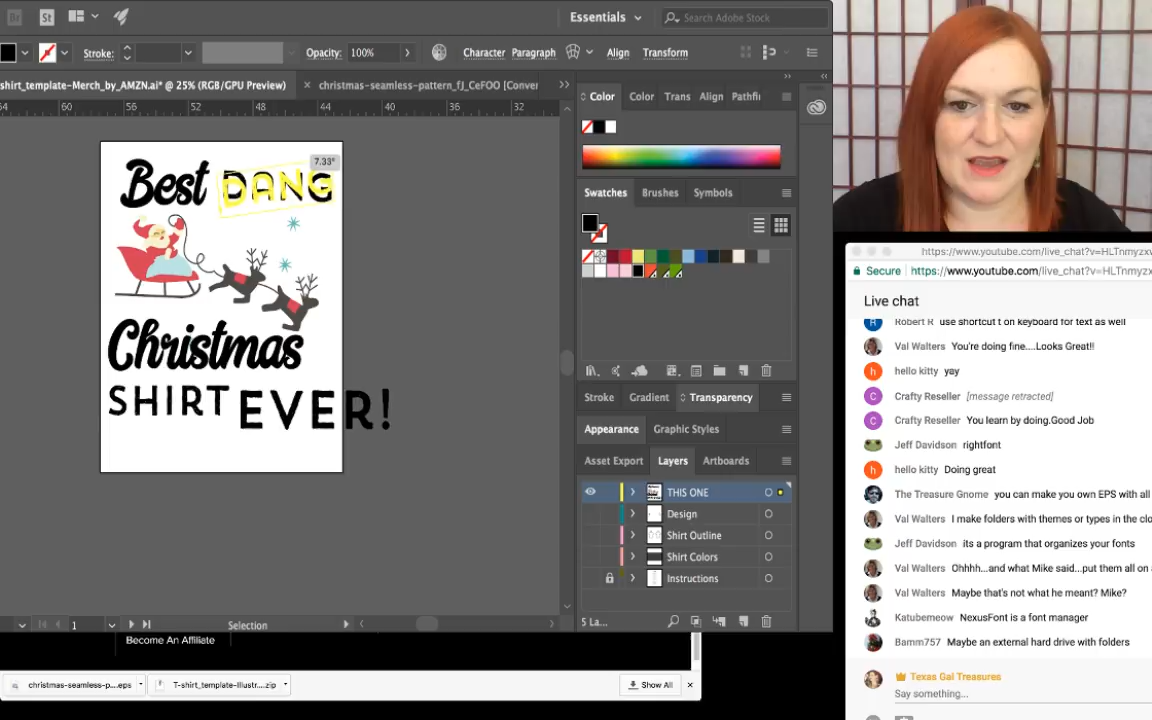 Br St Essentials Search Adobe Stock
Stroke: Opacity: 100% Character Paragraph Align Transform
shirt_template-Merch_by_AMZN.ai* @ 25% (RGB/GPU Preview) × christmas-seamless-pattern_fJ_CeFOO [Conver
64 60 56 52 48 44 40 36 32
Color Color Trans Align Pathfi
7.33°
Best DANG
Christmas
SHIRT EVER!
Swatches Brushes Symbols
Stroke Gradient Transparency
Appearance Graphic Styles
Asset Export Layers Artboards
THIS ONE
Design
Shirt Outline
Shirt Colors
Instructions
5 La...
1 Selection
Become An Affiliate
christmas-seamless-p....eps T-shirt_template-Illustr....zip Show All ×
https://www.youtube.com/live_chat?v=HLTnmyzxv
Secure https://www.youtube.com/live_chat?v=HLTnmyzx
Live chat
Robert R use shortcut t on keyboard for text as well
Val Walters You're doing fine....Looks Great!!
hello kitty yay
Crafty Reseller [message retracted]
Crafty Reseller You learn by doing.Good Job
Jeff Davidson rightfont
hello kitty Doing great
The Treasure Gnome you can make you own EPS with all
Val Walters I make folders with themes or types in the clo
Jeff Davidson its a program that organizes your fonts
Val Walters Ohhhh...and what Mike said...put them all on
Val Walters Maybe that's not what he meant? Mike?
Katubemeow NexusFont is a font manager
Bamm757 Maybe an external hard drive with folders
Texas Gal Treasures
Say something...